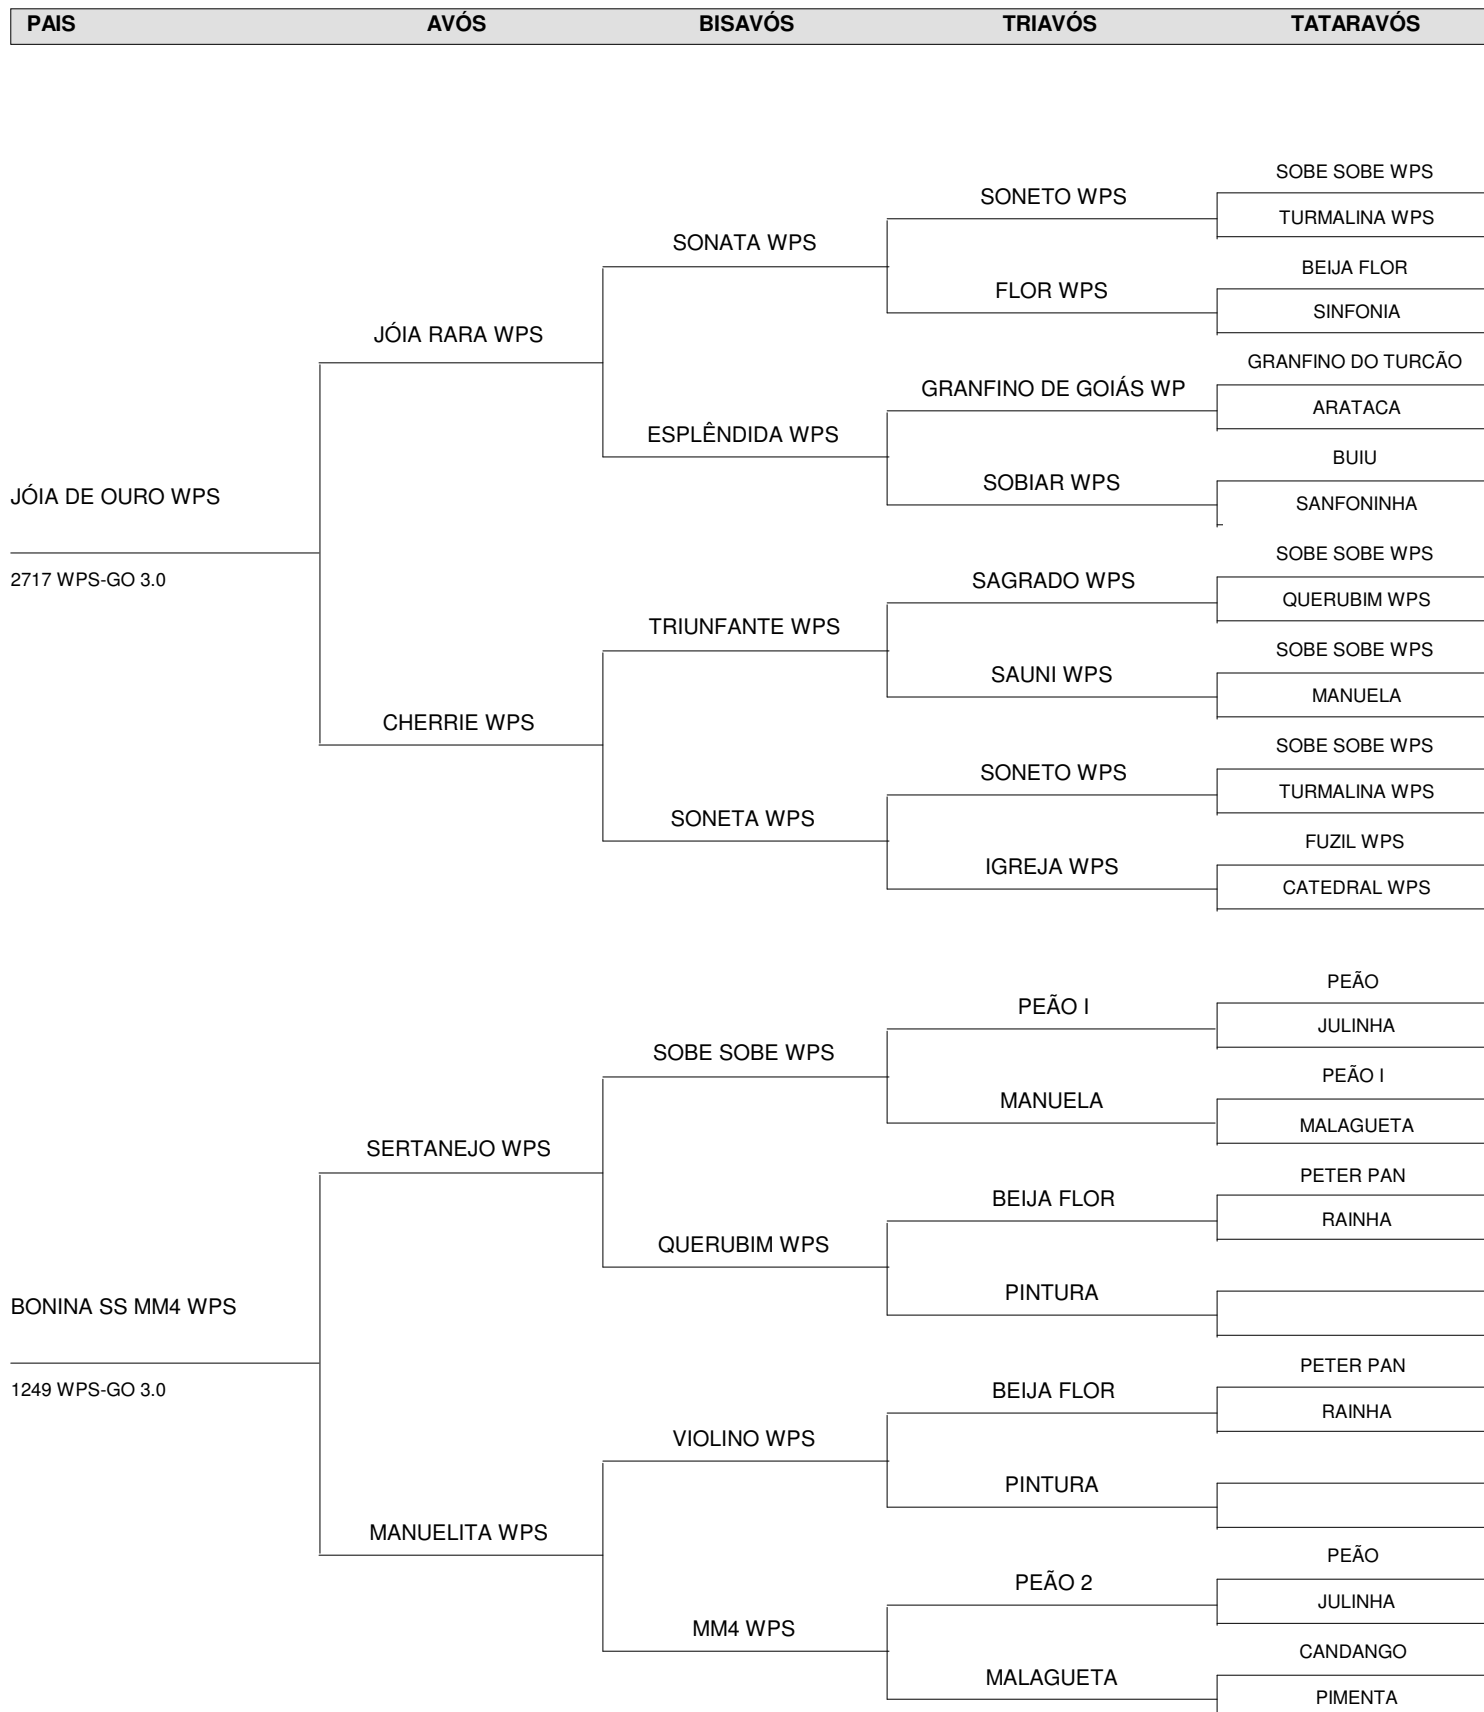 PAIS AVÓS BISAVÓS TRIAVÓS TATARAVÓS
SOBE SOBE WPS
SONETO WPS
TURMALINA WPS
SONATA WPS
BEIJA FLOR
FLOR WPS
SINFONIA
JÓIA RARA WPS
GRANFINO DO TURCÃO
GRANFINO DE GOIÁS WP
ARATACA
ESPLÊNDIDA WPS
BUIU
SOBIAR WPS
JÓIA DE OURO WPS
SANFONINHA
SOBE SOBE WPS
2717 WPS-GO 3.0
SAGRADO WPS
QUERUBIM WPS
TRIUNFANTE WPS
SOBE SOBE WPS
SAUNI WPS
MANUELA
CHERRIE WPS
SOBE SOBE WPS
SONETO WPS
TURMALINA WPS
SONETA WPS
FUZIL WPS
IGREJA WPS
CATEDRAL WPS
PEÃO
PEÃO I
JULINHA
SOBE SOBE WPS
PEÃO I
MANUELA
MALAGUETA
SERTANEJO WPS
PETER PAN
BEIJA FLOR
RAINHA
QUERUBIM WPS
PINTURA
BONINA SS MM4 WPS
PETER PAN
1249 WPS-GO 3.0
BEIJA FLOR
RAINHA
VIOLINO WPS
PINTURA
MANUELITA WPS
PEÃO
PEÃO 2
JULINHA
MM4 WPS
CANDANGO
MALAGUETA
PIMENTA